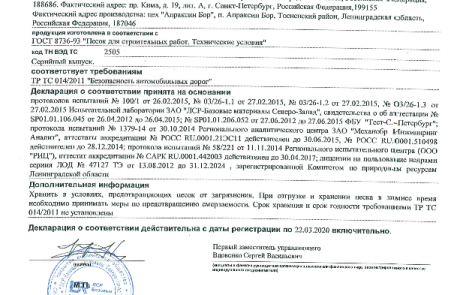 188686. Фактический адрес: пр. Кима, д. 19, лит. А, г. Санкт-Петербург, Российская Федерация,199155
Фактический адрес: "Апраксин Бор", п. Апраксин Бор, Тосненский район, Ленинградская область,
Российская Федерация, 187046
продукция изготовлена в соответствии с
ГОСТ 8736-93 "Песок для строительных работ. Технические условия"
код ТН ВЭД ТС 2505
Серийный выпуск.
соответствует требованиям
ТР ТС 014/2011 "Безопасность автомобильных дорог"
Декларация о соответствии принята на основании
протоколов испытаний № 100/1 от 26.02.2015, № 03/26-1.1 от 27.02.2015, № 03/26-1.2 от 27.02.2015, № 03/26-1.3 от
27.02.2015 Испытательной лаборатории ЗАО "ЛСР-Базовые материалы Северо-Запад", свидетельства о об аттестации №
SP01.01.106.045 от 26.04.2012 до 26.04.2015; № SP01.01.052.062 от 27.06.2012 до 27.06.2015 ФБУ "Тест-С.-Петербург";
протокола испытаний № 1379-14 от 30.10.2014 Регионального аналитического центра ЗАО "Механобр Инжиниринг
Аналит", аттестаты аккредитации № РОСС RU.0001.21ЭС11 действителен до 30.06.2015, № РОСС RU.0001.510498
действителен до 28.12.2014; протокола испытаний № 58/221 от 11.11.2014 Регионального испытательного центра (ООО
"РИЦ"), аттестат аккредитации № САРК RU.0001.442003 действителен до 30.04.2017; лицензии на пользование недрами
серии ЛОД № 47127 ТЭ от 13.08.2012 до 31.12.2024 , зарегистрированной Комитетом по природным ресурсам
Ленинградской области
Дополнительная информация
Хранить в условиях, предотвращающих песок от загрязнения. При отгрузке и хранении песка в зимнее время
необходимо принимать меры по предотвращению смерзаемости. Срок хранения и срок годности требованиями ТР ТС
014/2011 не установлены
Декларация о соответствии действительна с даты регистрации по 22.03.2020 включительно.
Первый заместитель управляющего
Вдовенко Сергей Васильевич
(подпись)
М.П.